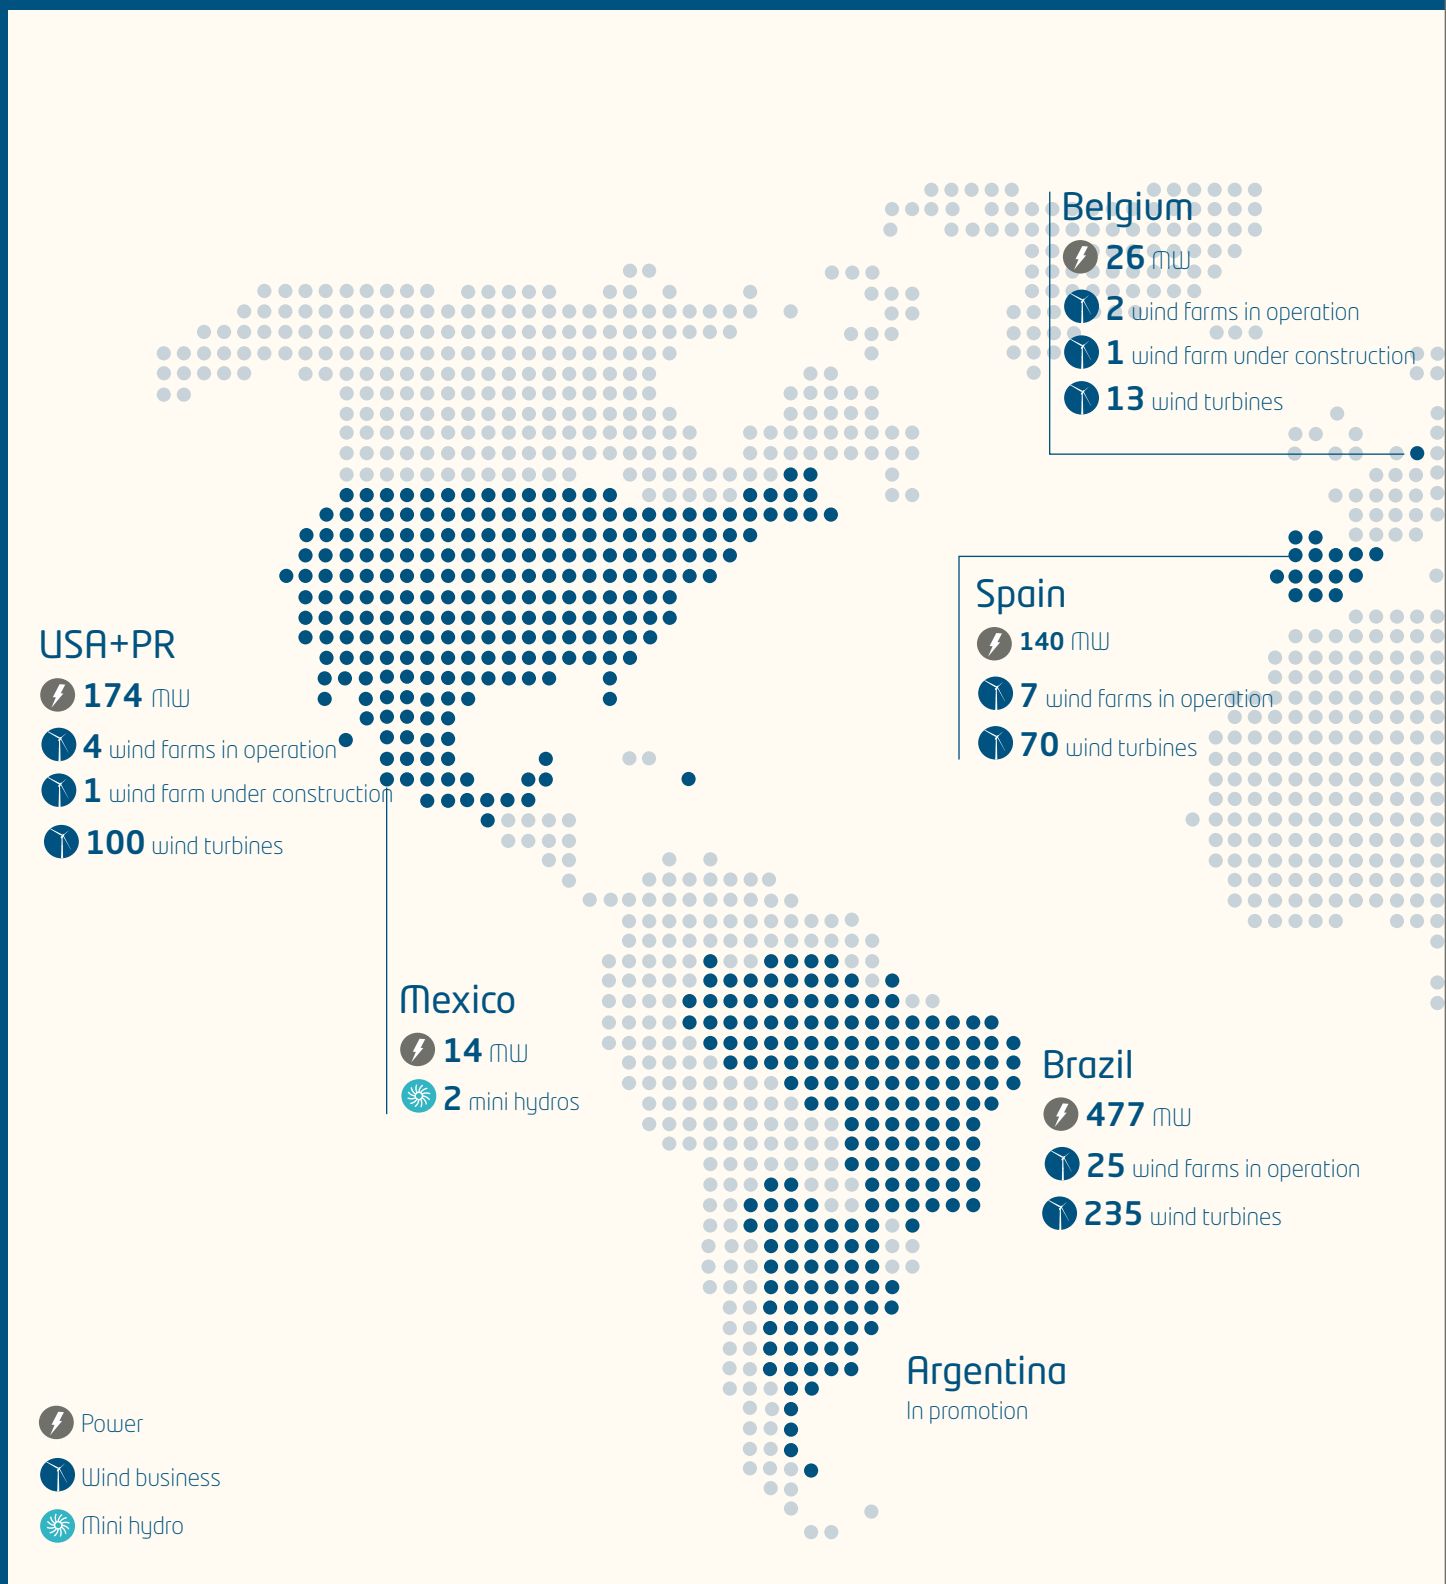 Belgium
26 MW
2 wind farms in operation
1 wind farm under construction
13 wind turbines
Spain
140 MW
7 wind farms in operation
70 wind turbines
USA+PR
174 MW
4 wind farms in operation
1 wind farm under construction
100 wind turbines
Mexico
14 MW
2 mini hydros
Brazil
477 MW
25 wind farms in operation
235 wind turbines
Argentina
In promotion
Power
Wind business
Mini hydro